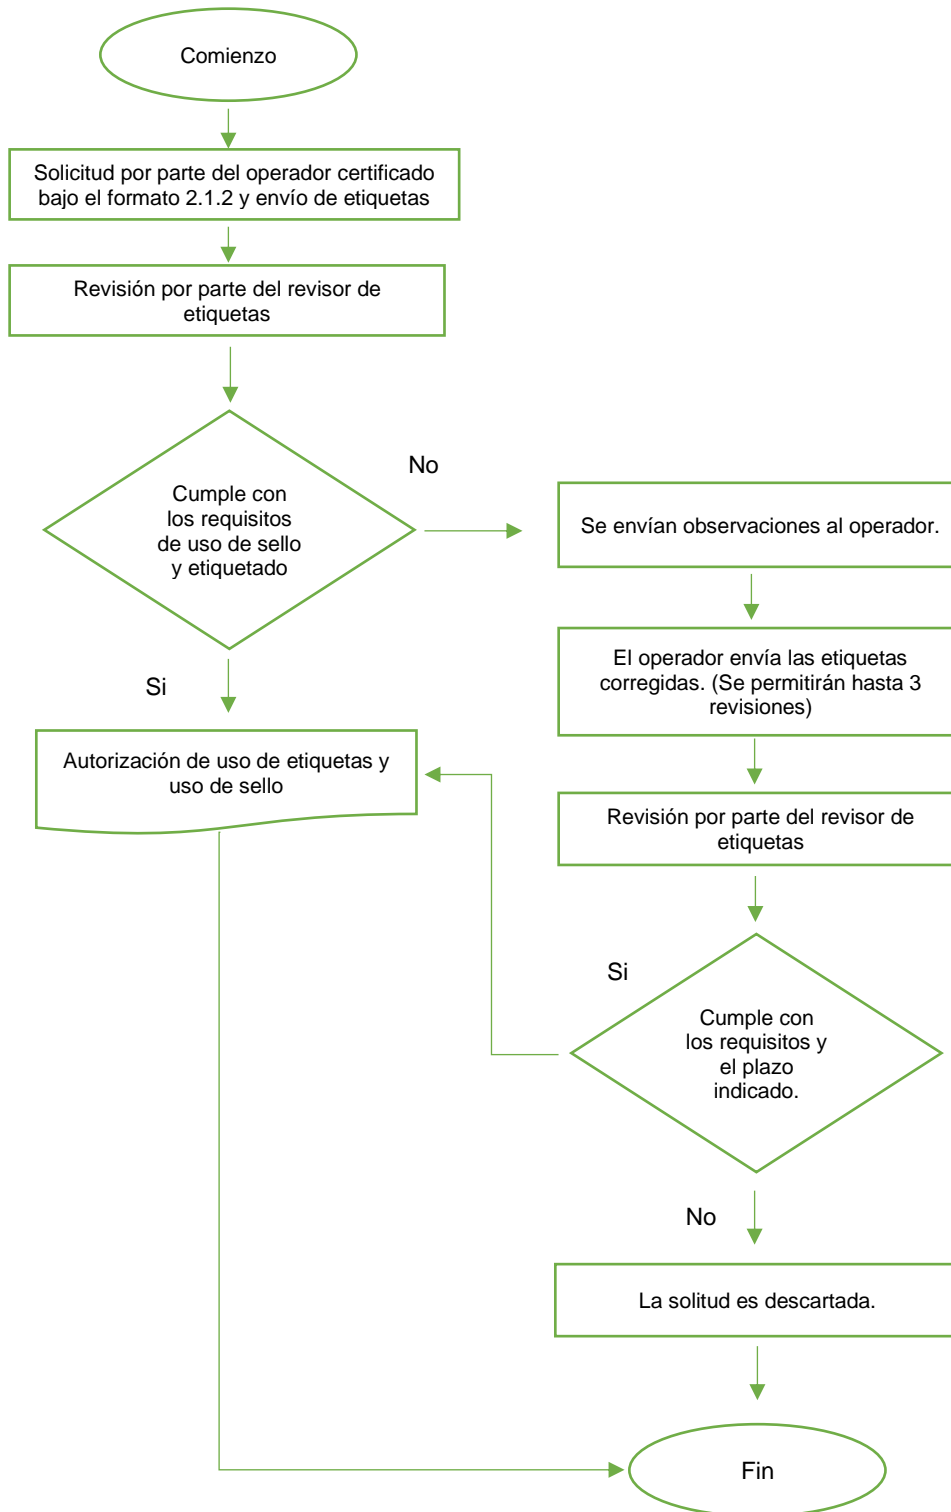 Comienzo
Solicitud por parte del operador certificado
bajo el formato 2.1.2 y envío de etiquetas
Revisión por parte del revisor de
etiquetas
No
Cumple con
los requisitos
de uso de sello
y etiquetado
Se envían observaciones al operador.
El operador envía las etiquetas
corregidas. (Se permitirán hasta 3
revisiones)
Si
Autorización de uso de etiquetas y
uso de sello
Revisión por parte del revisor de
etiquetas
Si
Cumple con
los requisitos y
el plazo
indicado.
No
La solitud es descartada.
Fin